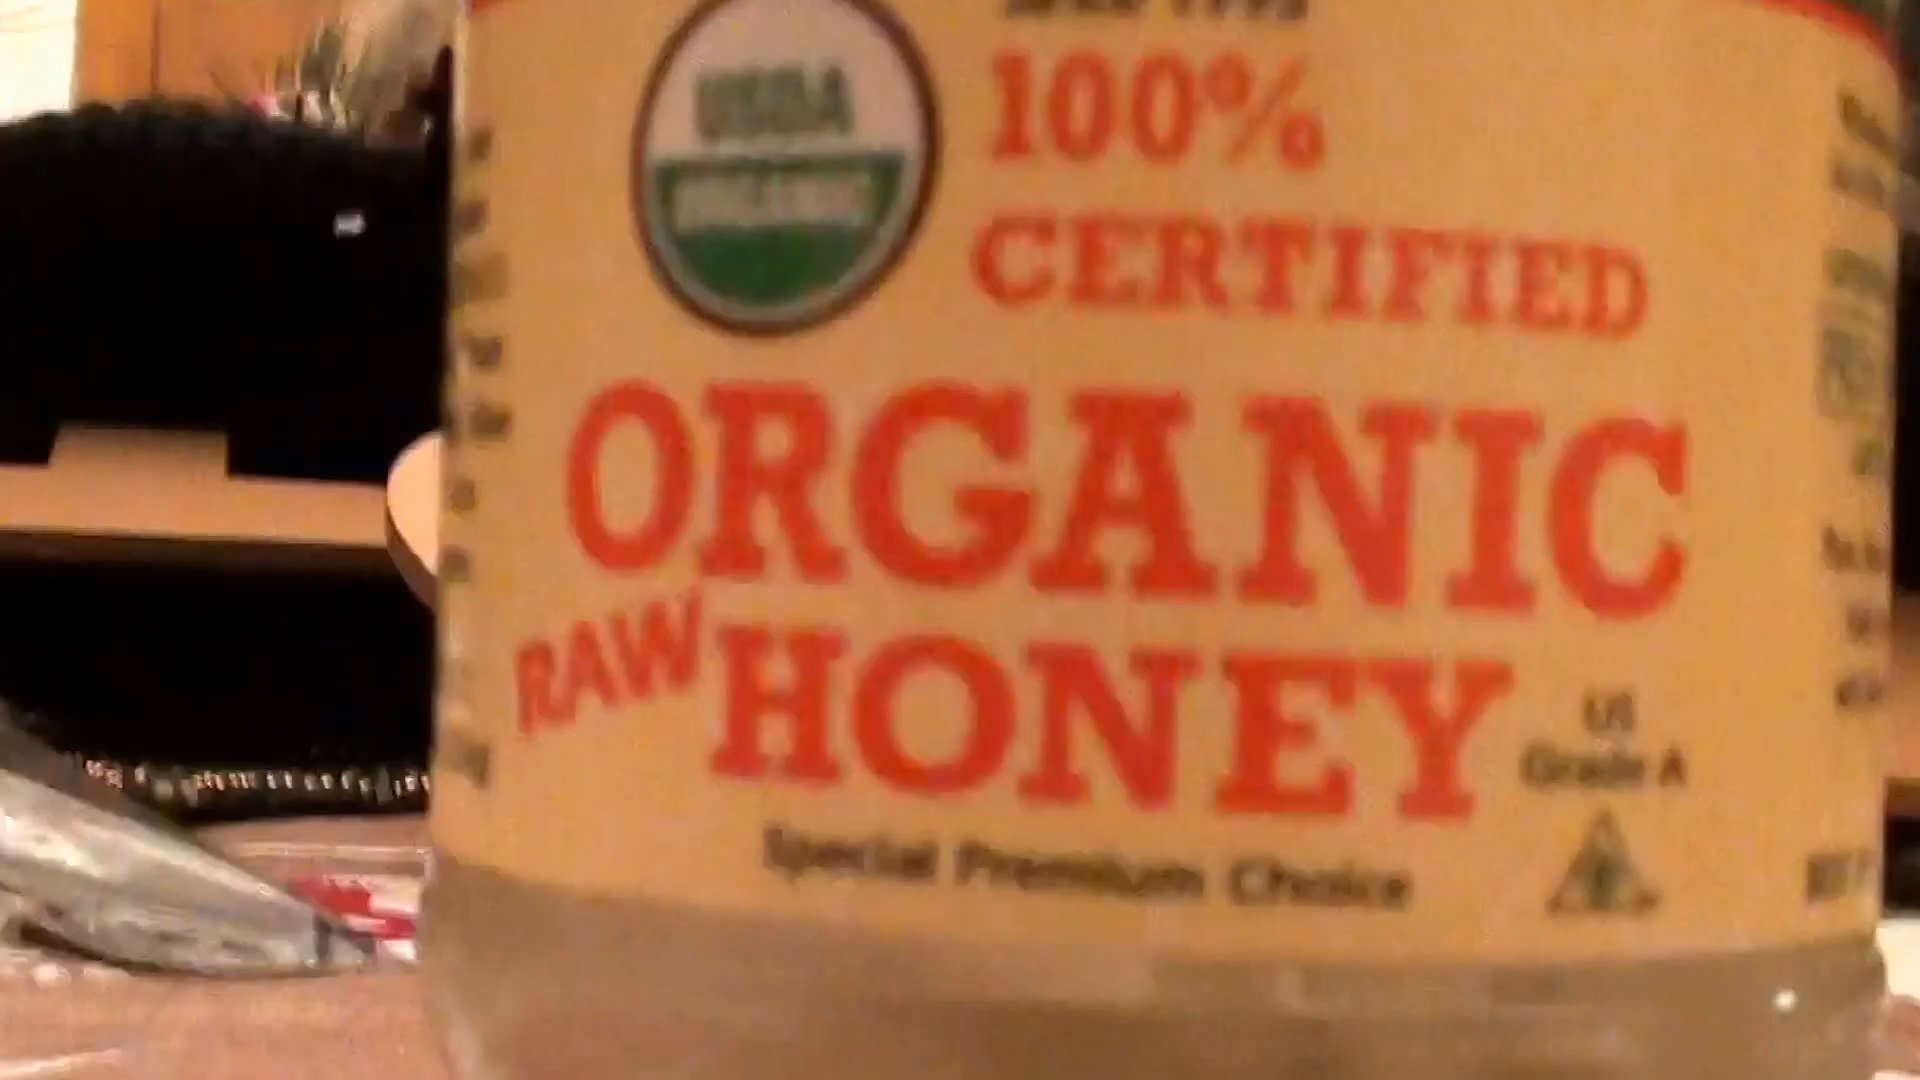 USDA
ORGANIC
100%
CERTIFIED
ORGANIC
RAW HONEY
US
Grade A
Special Premium Choice